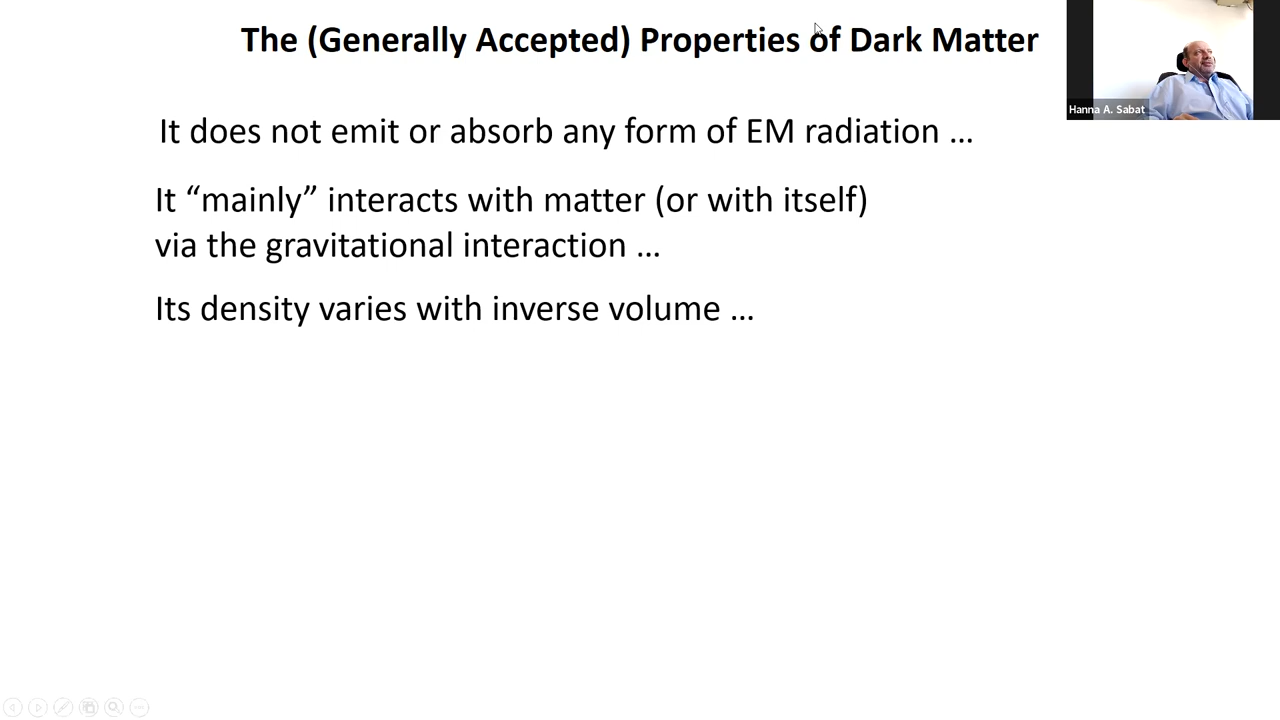 The (Generally Accepted) Properties of Dark Matter
Hanna A. Sabat
It does not emit or absorb any form of EM radiation ...
It “mainly” interacts with matter (or with itself)
via the gravitational interaction ...
Its density varies with inverse volume ...